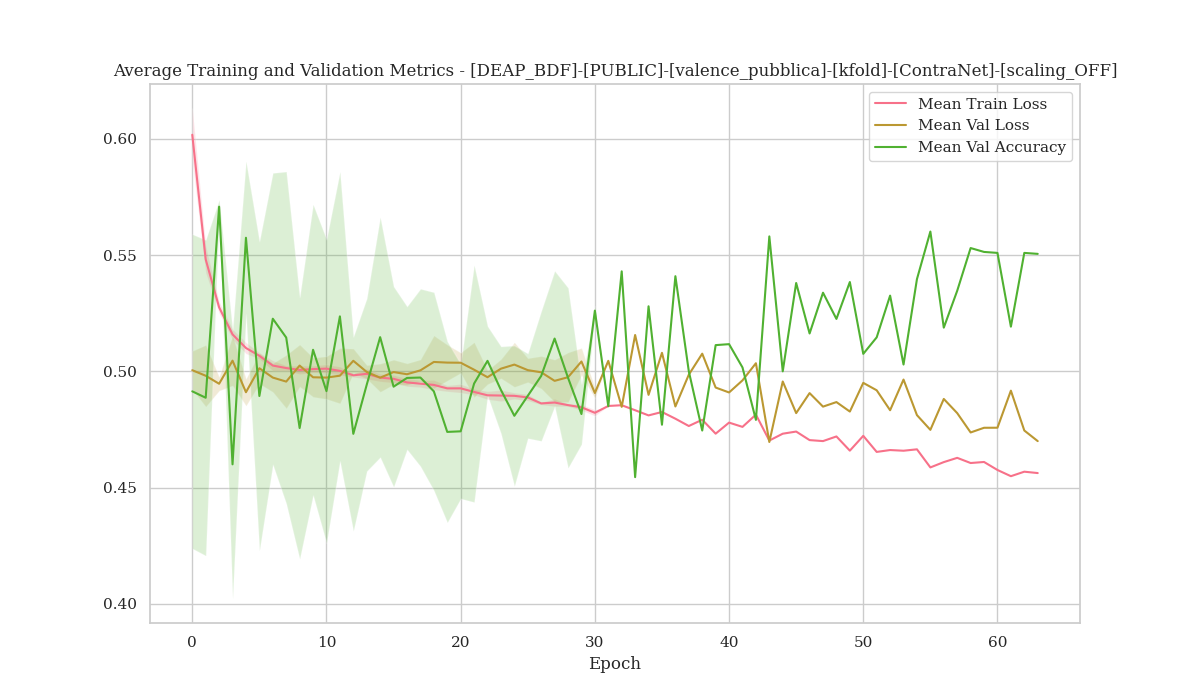 Average Training and Validation Metrics - [DEAP_BDF]-[PUBLIC]-[valence_pubblica]-[kfold]-[ContraNet]-[scaling_OFF]
Mean Train Loss
Mean Val Loss
Mean Val Accuracy
0.60
0.55
0.50
0.45
0.40
0 10 20 30 40 50 60
Epoch